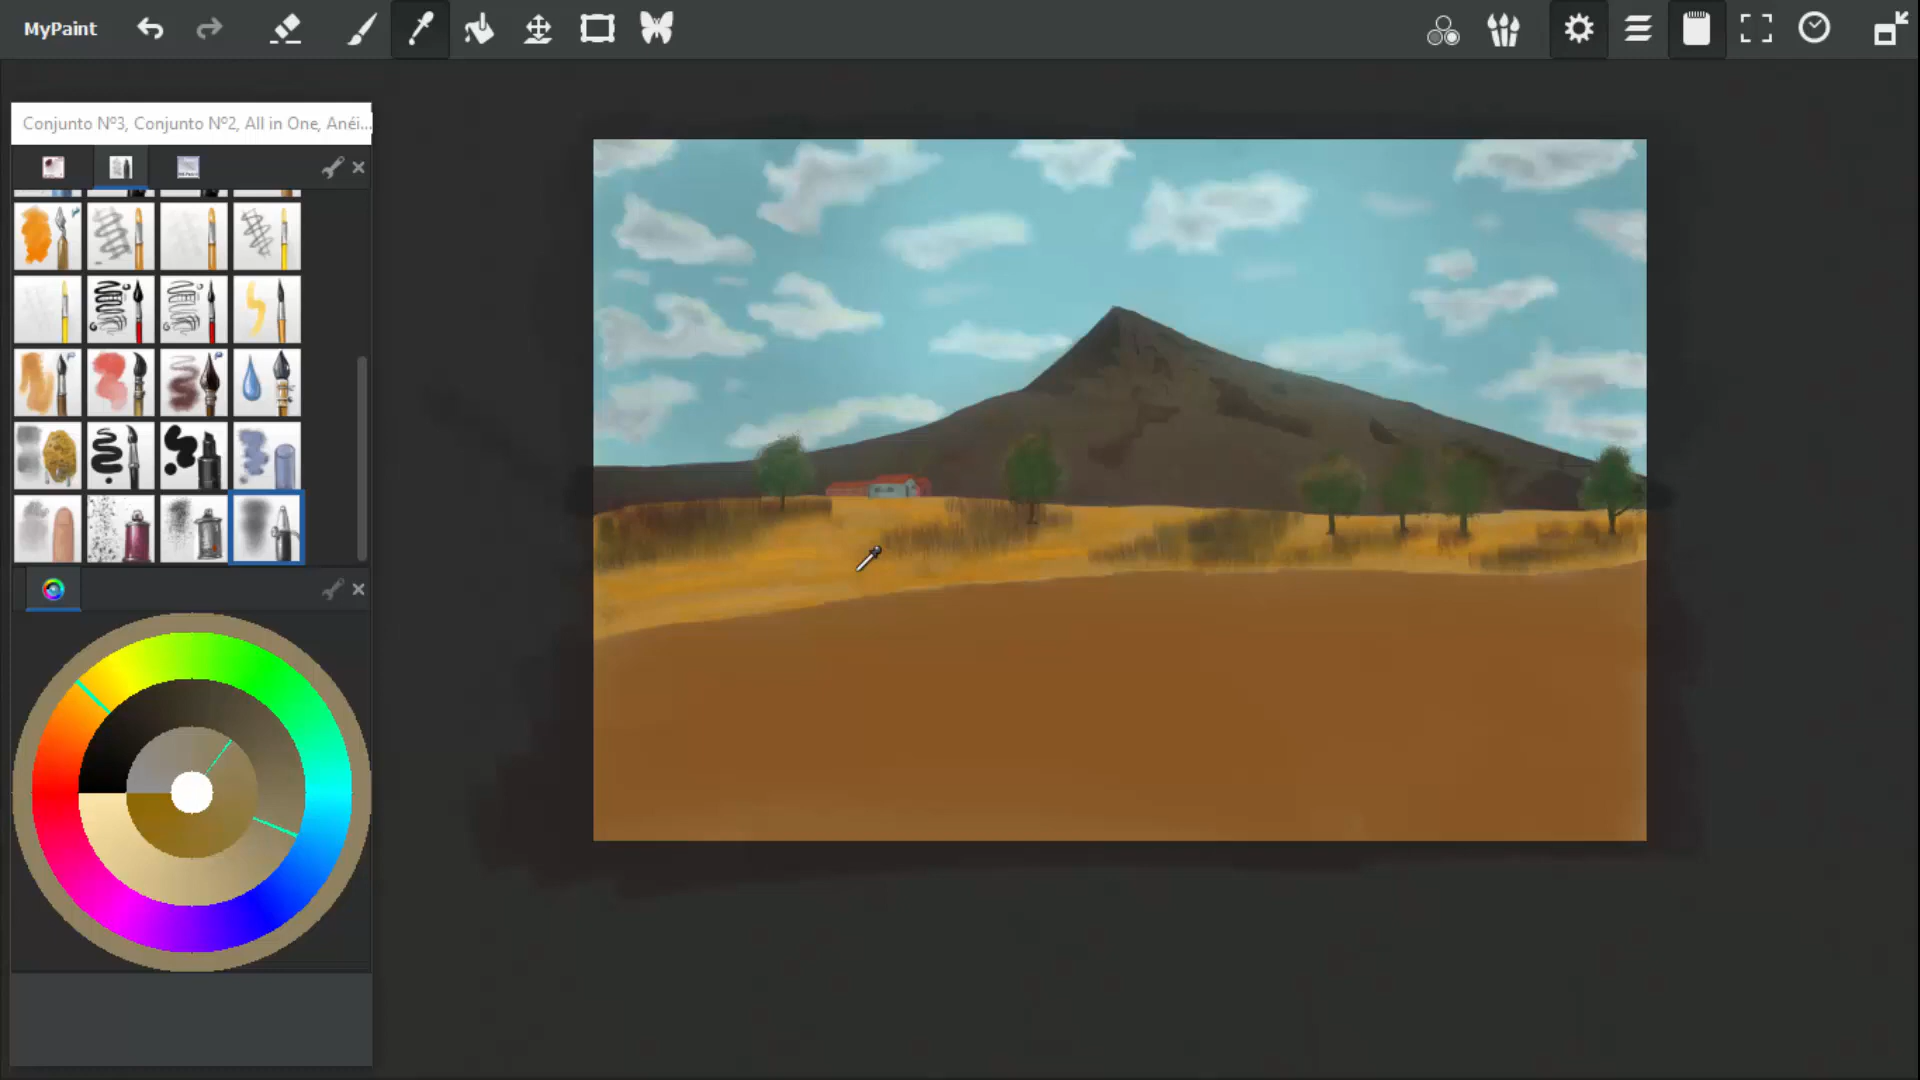 MyPaint
Conjunto Nº3, Conjunto Nº2, All in One, Anéi...